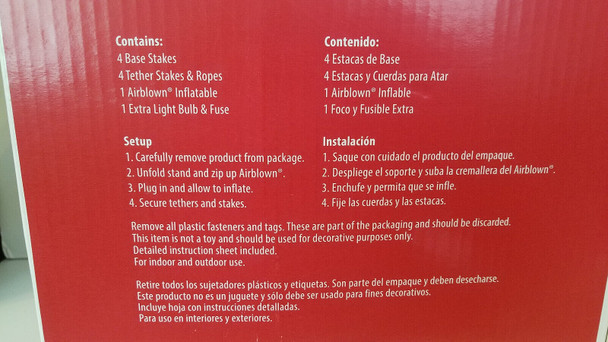 Contains:
4 Base Stakes
4 Tether Stakes & Ropes
1 Airblown® Inflatable
1 Extra Light Bulb & Fuse
Contenido:
4 Estacas de Base
4 Estacas y Cuerdas para Atar
1 Airblown® Inflable
1 Foco y Fusible Extra
Setup
1. Carefully remove product from package.
2. Unfold stand and zip up Airblown®.
3. Plug in and allow to inflate.
4. Secure tethers and stakes.
Instalación
1. Saque con cuidado el producto del empaque.
2. Despliege el soporte y suba la cremallera del Airblown®.
3. Enchufe y permita que se infle.
4. Fije las cuerdas y las estacas.
Remove all plastic fasteners and tags. These are part of the packaging and should be discarded.
This item is not a toy and should be used for decorative purposes only.
Detailed instruction sheet included.
For indoor and outdoor use.
Retire todos los sujetadores plásticos y etiquetas. Son parte del empaque y deben desecharse.
Este producto no es un juguete y sólo debe ser usado para fines decorativos.
Incluye hoja con instrucciones detalladas.
Para uso en interiores y exteriores.